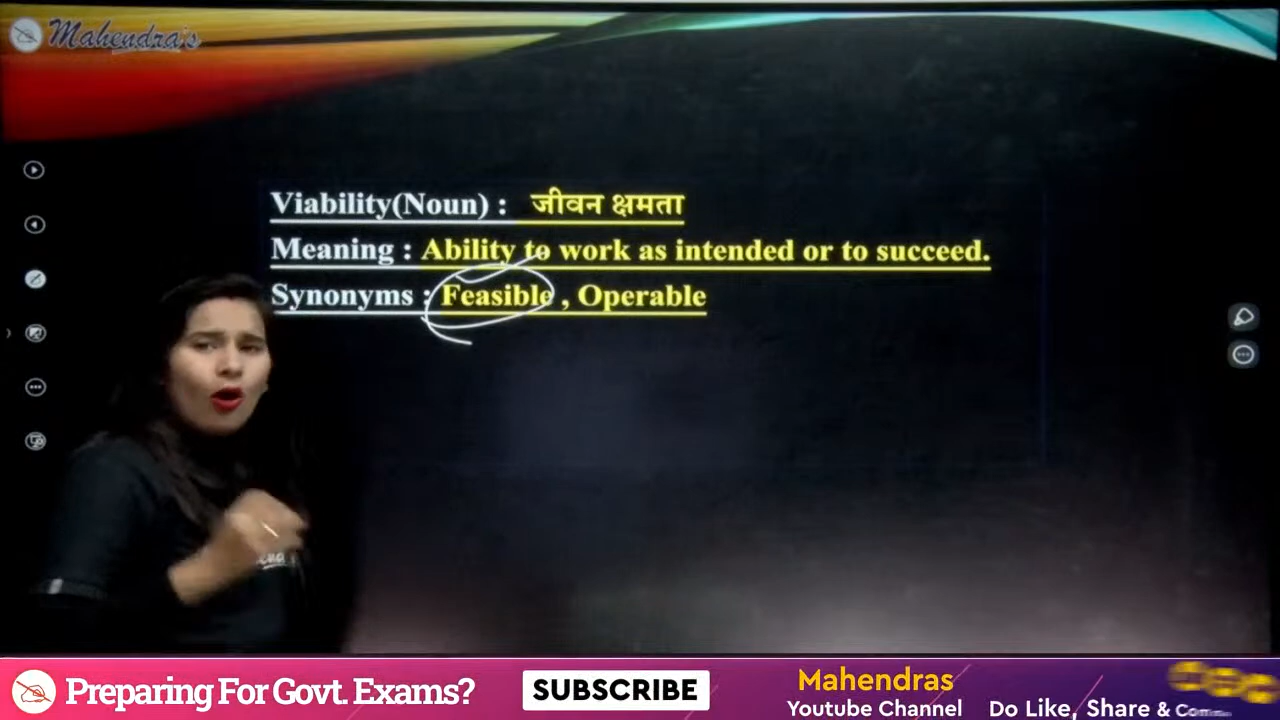 Mahendra's
Viability(Noun) : जीवन क्षमता
Meaning : Ability to work as intended or to succeed.
Synonyms : Feasible , Operable
Preparing For Govt. Exams?
SUBSCRIBE
Mahendras
Youtube Channel
Do Like, Share &